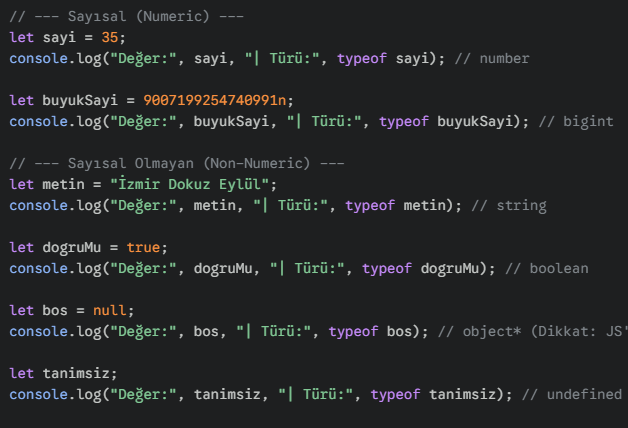 // --- Sayısal (Numeric) ---
let sayi = 35;
console.log("Değer:", sayi, "| Türü:", typeof sayi); // number
let buyukSayi = 9007199254740991n;
console.log("Değer:", buyukSayi, "| Türü:", typeof buyukSayi); // bigint
// --- Sayısal Olmayan (Non-Numeric) ---
let metin = "İzmir Dokuz Eylül";
console.log("Değer:", metin, "| Türü:", typeof metin); // string
let dogruMu = true;
console.log("Değer:", dogruMu, "| Türü:", typeof dogruMu); // boolean
let bos = null;
console.log("Değer:", bos, "| Türü:", typeof bos); // object* (Dikkat: JS'
let tanimsiz;
console.log("Değer:", tanimsiz, "| Türü:", typeof tanimsiz); // undefined